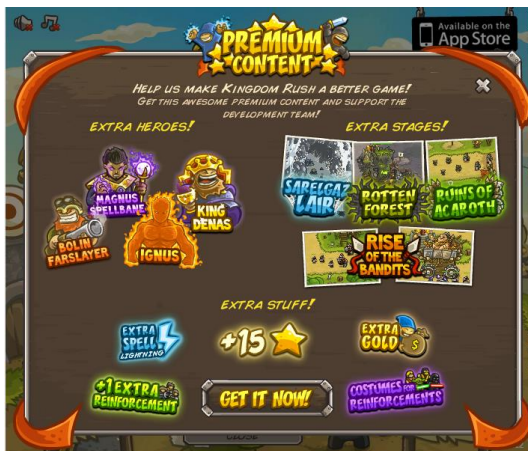 PREMIUM
CONTENT
Available on the
App Store
HELP US MAKE KINGDOM RUSH A BETTER GAME!
GET THIS AWESOME PREMIUM CONTENT AND SUPPORT THE
DEVELOPMENT TEAM!
EXTRA HEROES!
MAGNUS
SPELLBANE
KING
DENAS
BOLIN
FARSLAYER
IGNUS
EXTRA STAGES!
SARELGAZ
LAIR
ROTTEN
FOREST
RUINS OF
ACAROTH
RISE
OF THE
BANDITS
EXTRA STUFF!
EXTRA
SPELL
LIGHTNING
+15
EXTRA
GOLD
$
+1 EXTRA
REINFORCEMENT
GET IT NOW!
COSTUMES FOR
REINFORCEMENTS